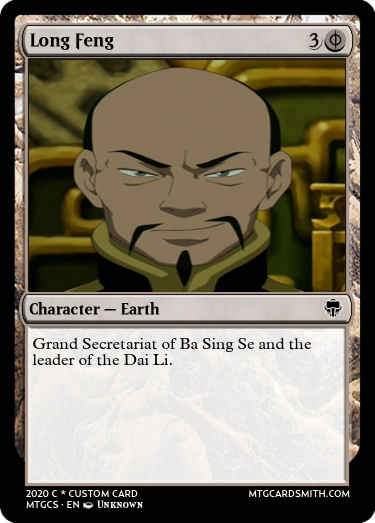 Long Feng 3
Character — Earth
Grand Secretariat of Ba Sing Se and the
leader of the Dai Li.
2020 C * CUSTOM CARD MTGCARDSMITH.COM
MTGCS · EN UNKNOWN